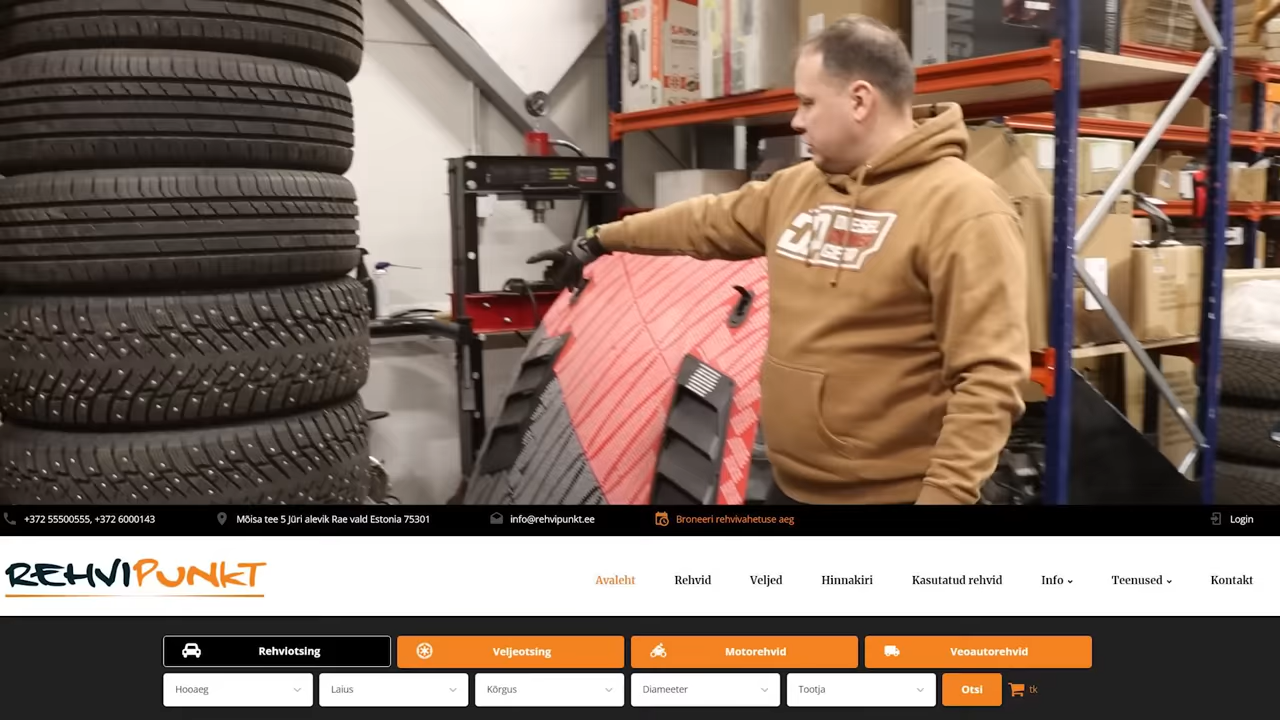 DIESEL
+372 55500555, +372 6000143
Mõisa tee 5 Jüri alevik Rae vald Estonia 75301
info@rehvipunkt.ee
Broneeri rehvivahetuse aeg
Login
REHVIPUNKT
Avaleht
Rehvid
Veljed
Hinnakiri
Kasutatud rehvid
Info
Teenused
Kontakt
Rehviotsing
Veljeotsing
Motorehvid
Veoautorehvid
Hooaeg
Laius
Kõrgus
Diameeter
Tootja
Otsi
tk